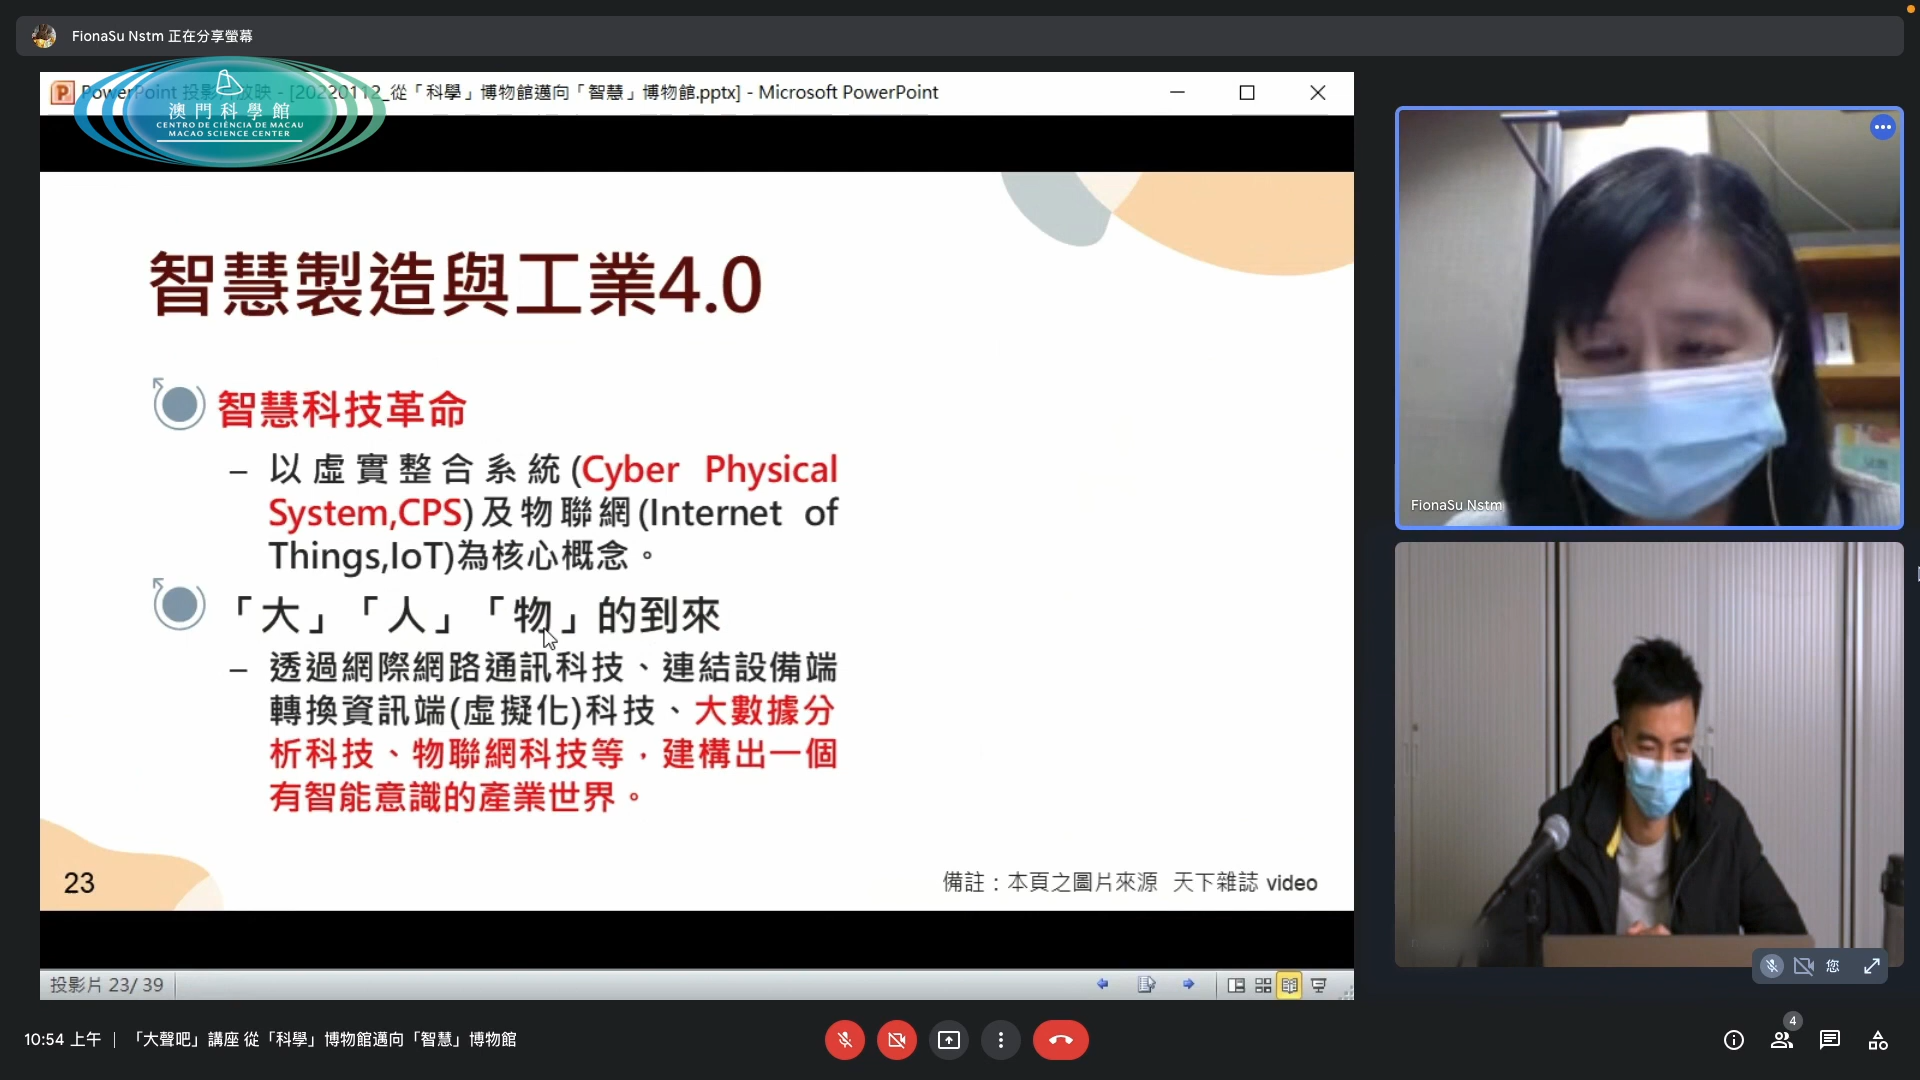 FionaSu Nstm 正在分享螢幕
PowerPoint 投影片放映 - [20220112_從「科學」博物館邁向「智慧」博物館.pptx] - Microsoft PowerPoint
澳門科學館
CENTRO DE CIÊNCIA DE MACAU
MACAO SCIENCE CENTER
智慧製造與工業4.0
智慧科技革命
– 以虛實整合系統(Cyber Physical
System,CPS)及物聯網(Internet of
Things,IoT)為核心概念。
「大」「人」「物」的到來
– 透過網際網路通訊科技、連結設備端
轉換資訊端(虛擬化)科技、大數據分
析科技、物聯網科技等，建構出一個
有智能意識的產業世界。
23
備註：本頁之圖片來源 天下雜誌 video
投影片 23/ 39
FionaSu Nstm
您
10:54 上午 | 「大聲吧」講座 從「科學」博物館邁向「智慧」博物館
4